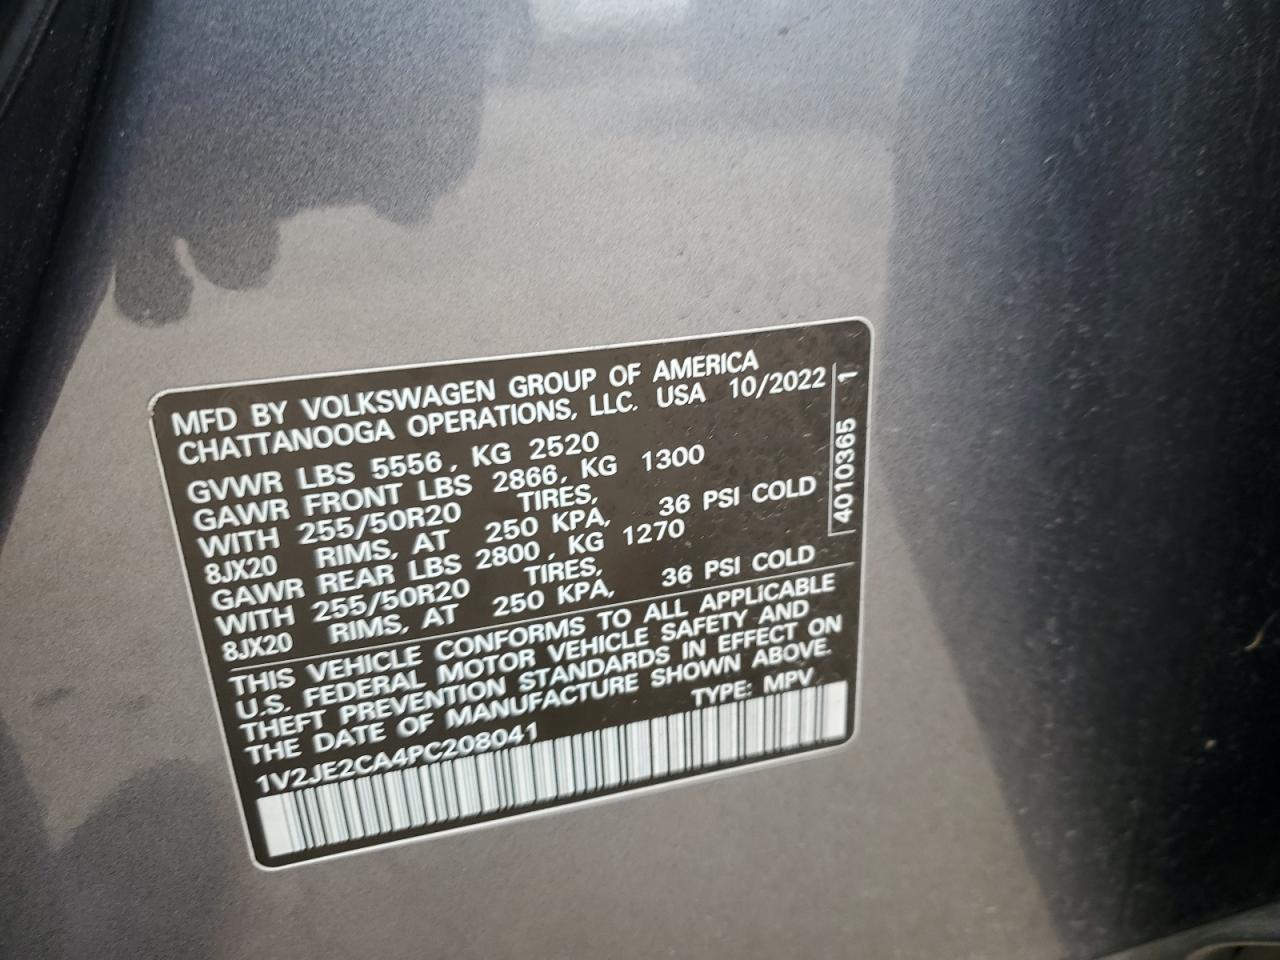 MFD BY VOLKSWAGEN GROUP OF AMERICA
CHATTANOOGA OPERATIONS, LLC. USA 10/2022
GVWR LBS 5556, KG 2520
GAWR FRONT LBS 2866, KG 1300
WITH 255/50R20 TIRES,
8JX20 RIMS, AT 250 KPA, 36 PSI COLD
GAWR REAR LBS 2800, KG 1270
WITH 255/50R20 TIRES,
8JX20 RIMS, AT 250 KPA, 36 PSI COLD
THIS VEHICLE CONFORMS TO ALL APPLICABLE
U.S. FEDERAL MOTOR VEHICLE SAFETY AND
THEFT PREVENTION STANDARDS IN EFFECT ON
THE DATE OF MANUFACTURE SHOWN ABOVE.
1V2JE2CA4PC208041 TYPE: MPV
4010365 1